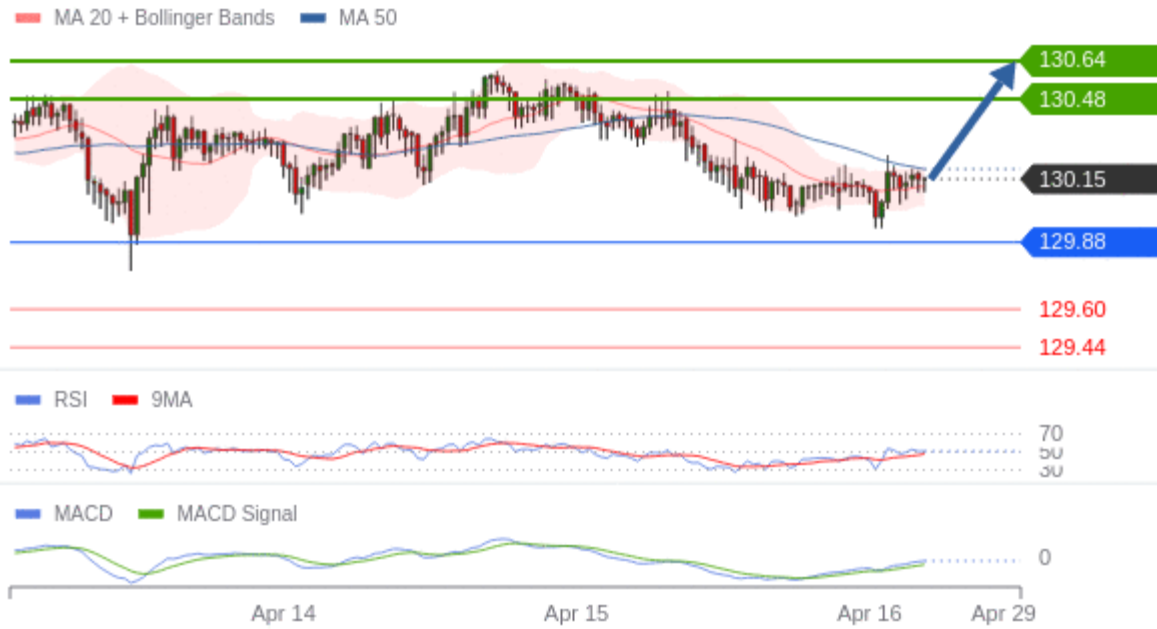 MA 20 + Bollinger Bands MA 50
130.64
130.48
130.15
129.88
129.60
129.44
RSI 9MA
70
50
30
MACD MACD Signal
0
Apr 14 Apr 15 Apr 16 Apr 29